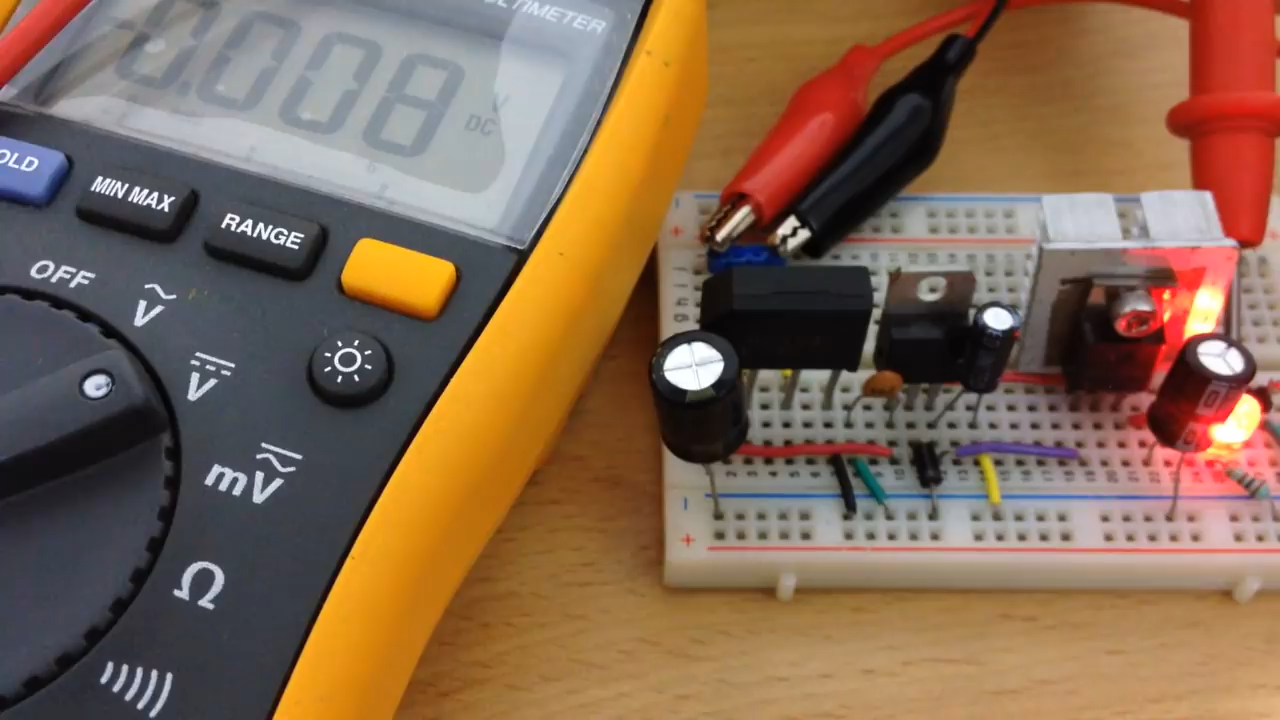 LTIMETER
0.008
V
DC
OLD
MIN MAX
RANGE
OFF
V
V
mV
Ω